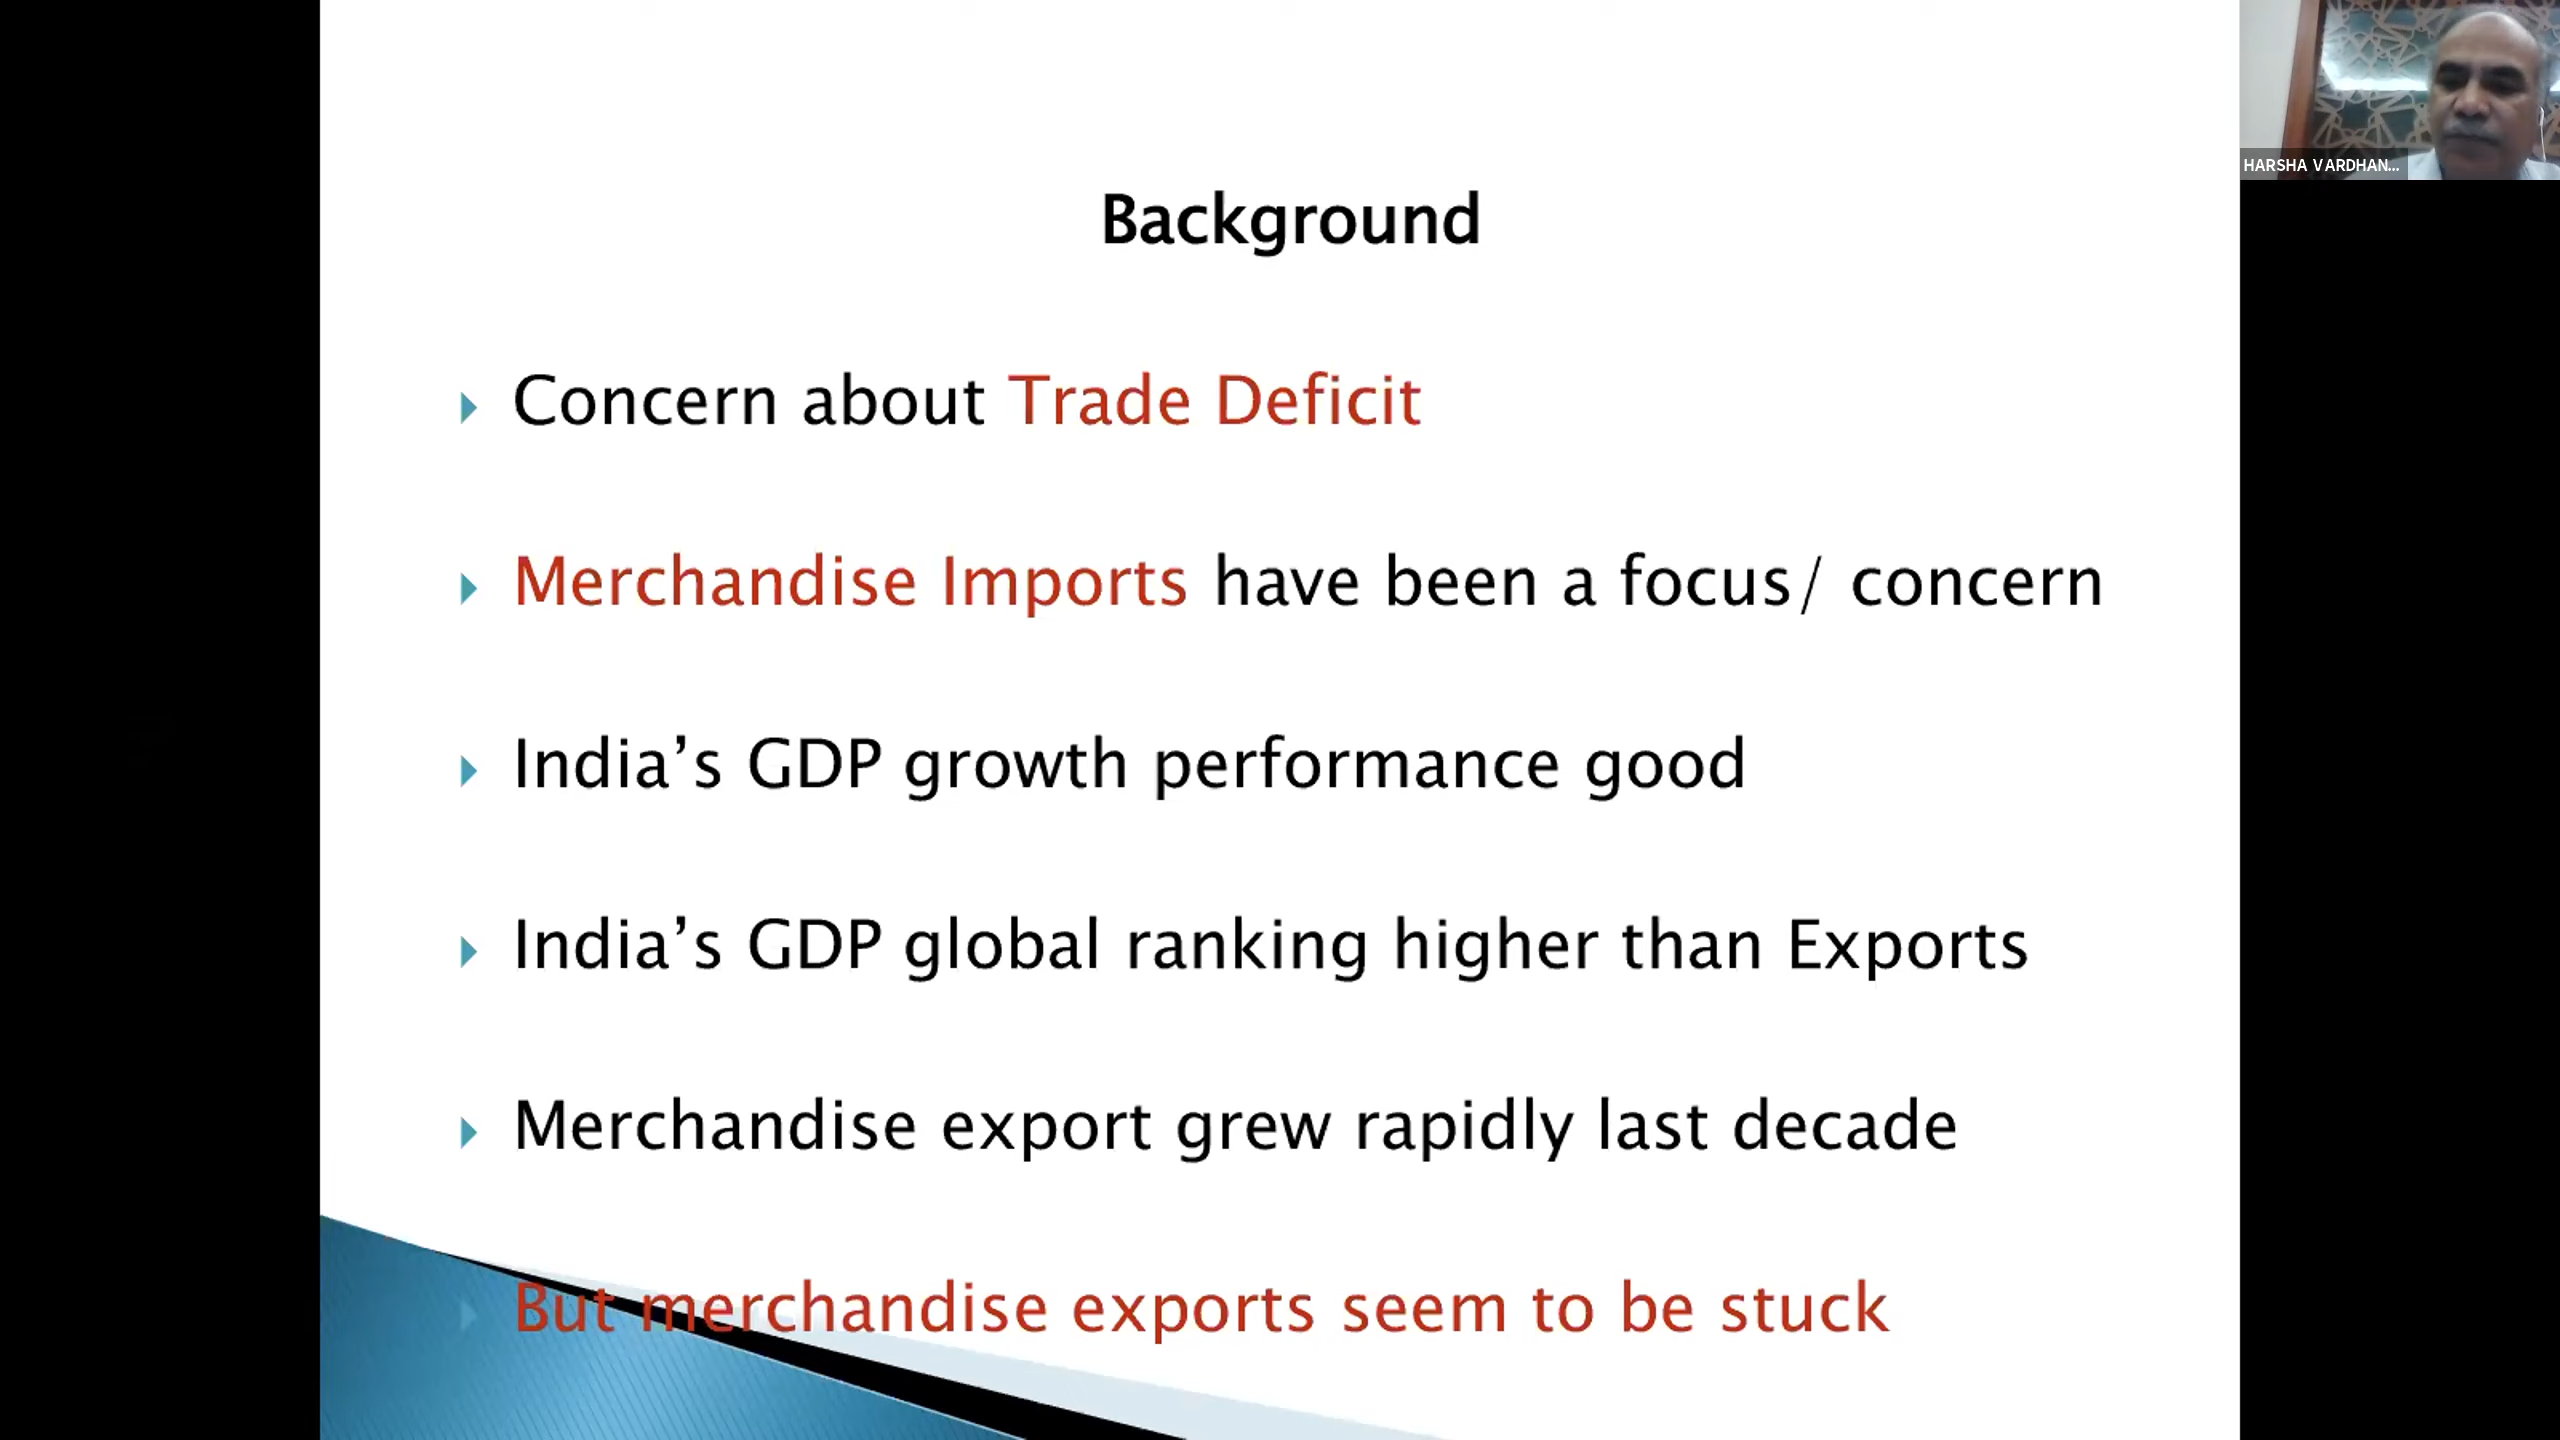 HARSHA VARDHAN...
Background
Concern about Trade Deficit
Merchandise Imports have been a focus/ concern
India’s GDP growth performance good
India’s GDP global ranking higher than Exports
Merchandise export grew rapidly last decade
But merchandise exports seem to be stuck